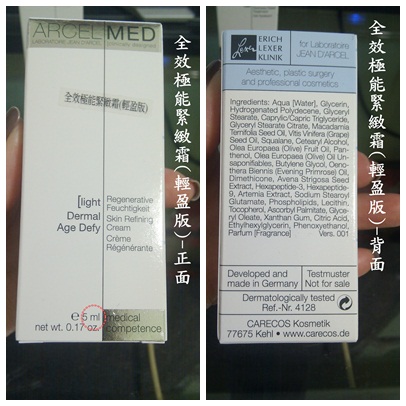 ARCELMED
LABORATOIRE JEAN D'ARCEL
全效極能緊緻霜(輕盈版)
[light
Dermal
Age Defy
Regenerative
Feuchtigkeit
Skin Refining
Cream
Crème
Régénérante
e 5 ml
net wt. 0.17 oz.
medical
competence
全效極能緊緻霜(輕盈版)-正面
Lexer
ERICH
LEXER
KLINIK
for Laboratoire
JEAN D'ARCEL
Aesthetic, plastic surgery
and professional cosmetics
Ingredients: Aqua [Water], Glycerin,
Hydrogenated Polydecene, Glyceryl
Stearate, Caprylic/Capric Triglyceride,
Glyceryl Stearate Citrate, Macadamia
Ternifolia Seed Oil, Vitis Vinifera (Grape)
Seed Oil, Squalane, Cetearyl Alcohol,
Olea Europaea (Olive) Fruit Oil, Pan-
thenol, Olea Europaea (Olive) Oil Un-
saponifiables, Butylene Glycol, Oeno-
thera Biennis (Evening Primrose) Oil,
Dimethicone, Avena Strigosa Seed
Extract, Hexapeptide-3, Hexapeptide-
9, Artemia Extract, Sodium Stearoyl
Glutamate, Phospholipids, Lecithin,
Tocopherol, Ascorbyl Palmitate, Glyce-
ryl Oleate, Xanthan Gum, Citric Acid,
Ethylhexylglycerin, Phenoxyethanol,
Parfum [Fragrance] Vers. 001
Developed and
made in Germany
Testmuster
Not for sale
Dermatologically tested
Ref.-Nr. 4128
CARECOS Kosmetik
77675 Kehl • www.carecos.de
全效極能緊緻霜(輕盈版)-背面